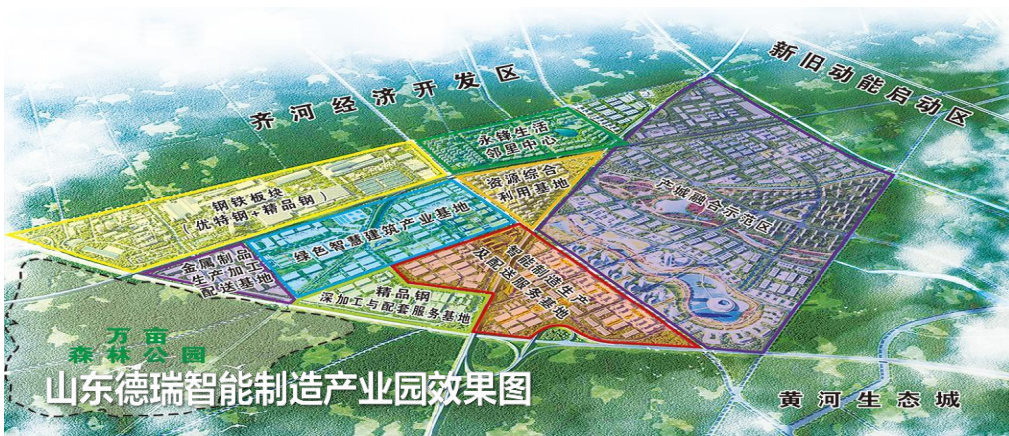 新旧动能启动区
齐河经济开发区
永锋生活
邻里中心
钢铁板块
（优特钢+精品钢）
资源综合
利用基地
产城融合示范区
绿色智慧建筑产业基地
金属制品
生产加工
配送基地
智能制造生产
及配送服务基地
精品钢
深加工与配套服务基地
万亩
森林公园
山东德瑞智能制造产业园效果图
黄河生态城